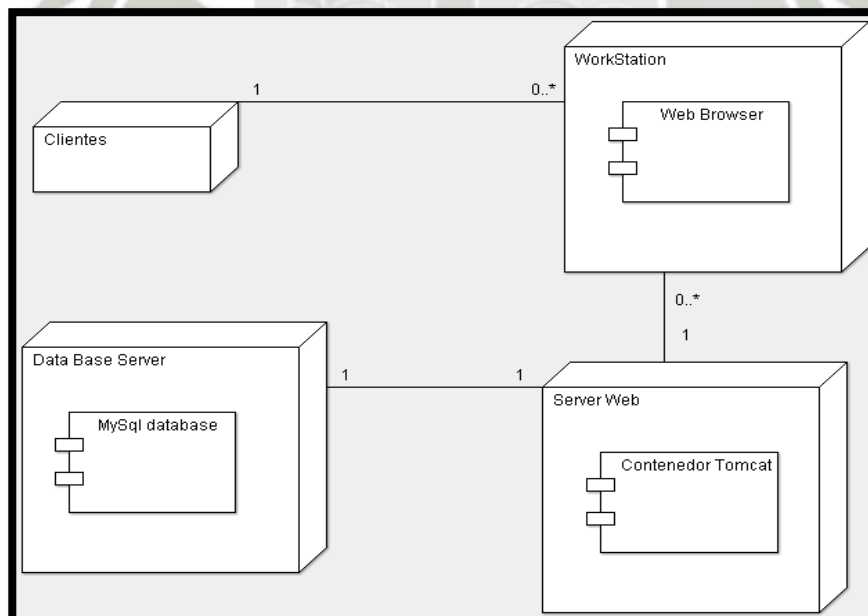 WorkStation
1
0..*
Web Browser
Clientes
0..*
1
Data Base Server
1
1
Server Web
MySql database
Contenedor Tomcat